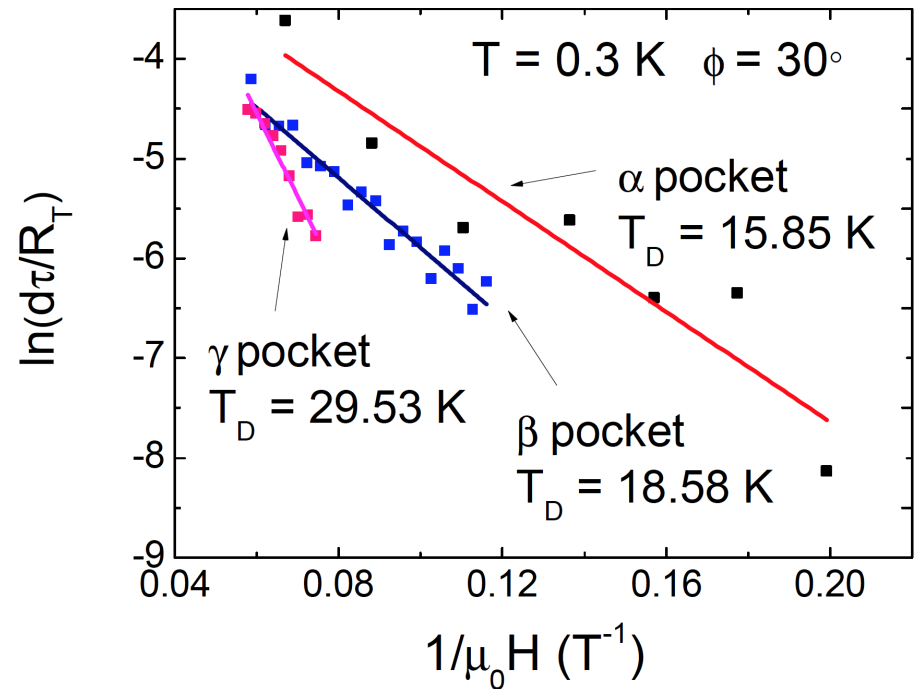 ln(dτ/R_T)
-4
-5
-6
-7
-8
-9
T = 0.3 K ϕ = 30°
α pocket
T_D = 15.85 K
γ pocket
T_D = 29.53 K
β pocket
T_D = 18.58 K
0.04 0.08 0.12 0.16 0.20
1/μ₀H (T⁻¹)